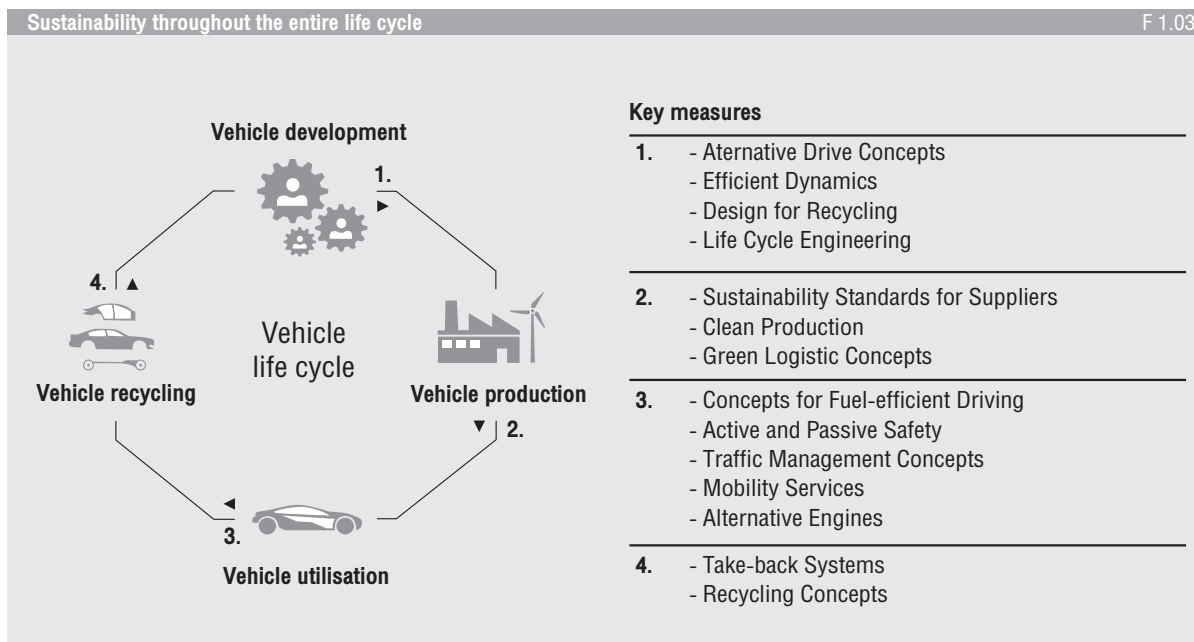 Sustainability throughout the entire life cycle F 1.03
Vehicle development
1.
4.
Vehicle
life cycle
Vehicle recycling
Vehicle production
2.
3.
Vehicle utilisation
Key measures
1. - Aternative Drive Concepts
- Efficient Dynamics
- Design for Recycling
- Life Cycle Engineering
2. - Sustainability Standards for Suppliers
- Clean Production
- Green Logistic Concepts
3. - Concepts for Fuel-efficient Driving
- Active and Passive Safety
- Traffic Management Concepts
- Mobility Services
- Alternative Engines
4. - Take-back Systems
- Recycling Concepts